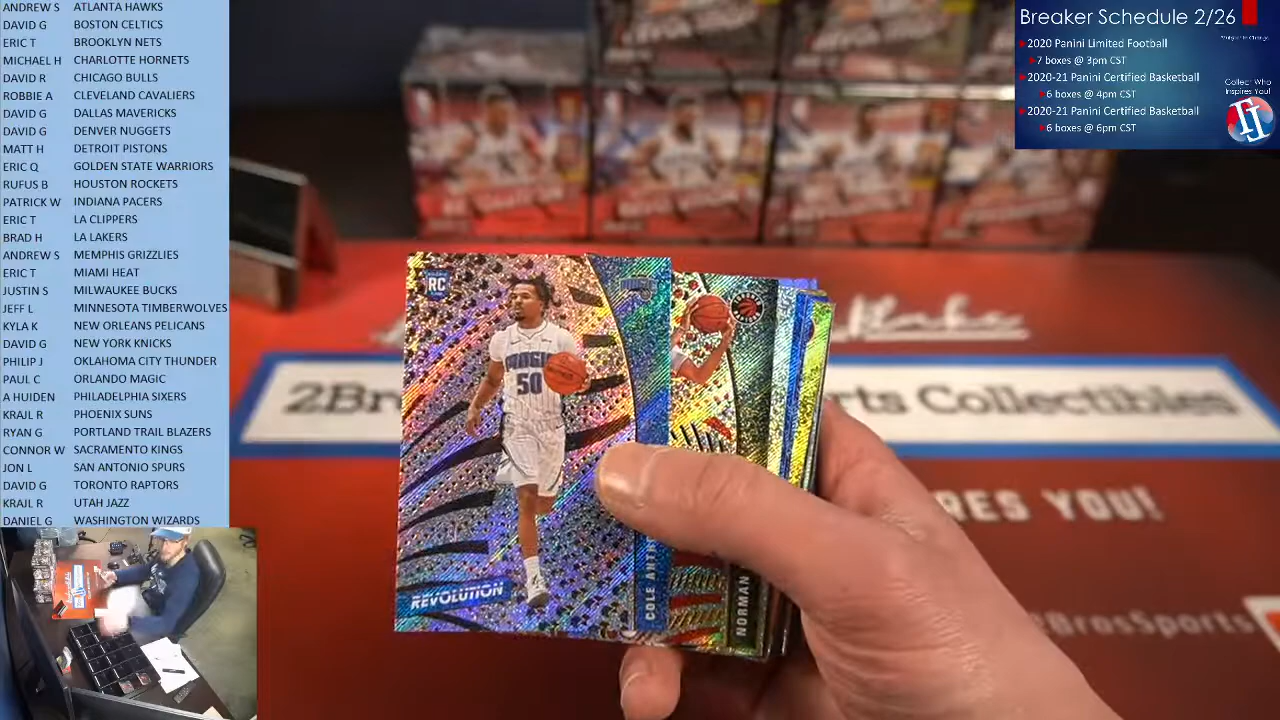 ANDREW S ATLANTA HAWKS
DAVID G BOSTON CELTICS
ERIC T BROOKLYN NETS
MICHAEL H CHARLOTTE HORNETS
DAVID R CHICAGO BULLS
ROBBIE A CLEVELAND CAVALIERS
DAVID G DALLAS MAVERICKS
DAVID G DENVER NUGGETS
MATT H DETROIT PISTONS
ERIC Q GOLDEN STATE WARRIORS
RUFUS B HOUSTON ROCKETS
PATRICK W INDIANA PACERS
ERIC T LA CLIPPERS
BRAD H LA LAKERS
ANDREW S MEMPHIS GRIZZLIES
ERIC T MIAMI HEAT
JUSTIN S MILWAUKEE BUCKS
JEFF L MINNESOTA TIMBERWOLVES
KYLA K NEW ORLEANS PELICANS
DAVID G NEW YORK KNICKS
PHILIP J OKLAHOMA CITY THUNDER
PAUL C ORLANDO MAGIC
A HUIDEN PHILADELPHIA SIXERS
KRAJL R PHOENIX SUNS
RYAN G PORTLAND TRAIL BLAZERS
CONNOR W SACRAMENTO KINGS
JON L SAN ANTONIO SPURS
DAVID G TORONTO RAPTORS
KRAJL R UTAH JAZZ
DANIEL G WASHINGTON WIZARDS
Breaker Schedule 2/26
2020 Panini Limited Football
7 boxes @ 3pm CST
2020-21 Panini Certified Basketball
6 boxes @ 4pm CST
2020-21 Panini Certified Basketball
6 boxes @ 6pm CST
Collect Who
Inspires You!
RC
MAGIC
50
REVOLUTION
COLE ANTH
NORMAN
2Br
rts Collectibles
RES YOU!
2BrosSports